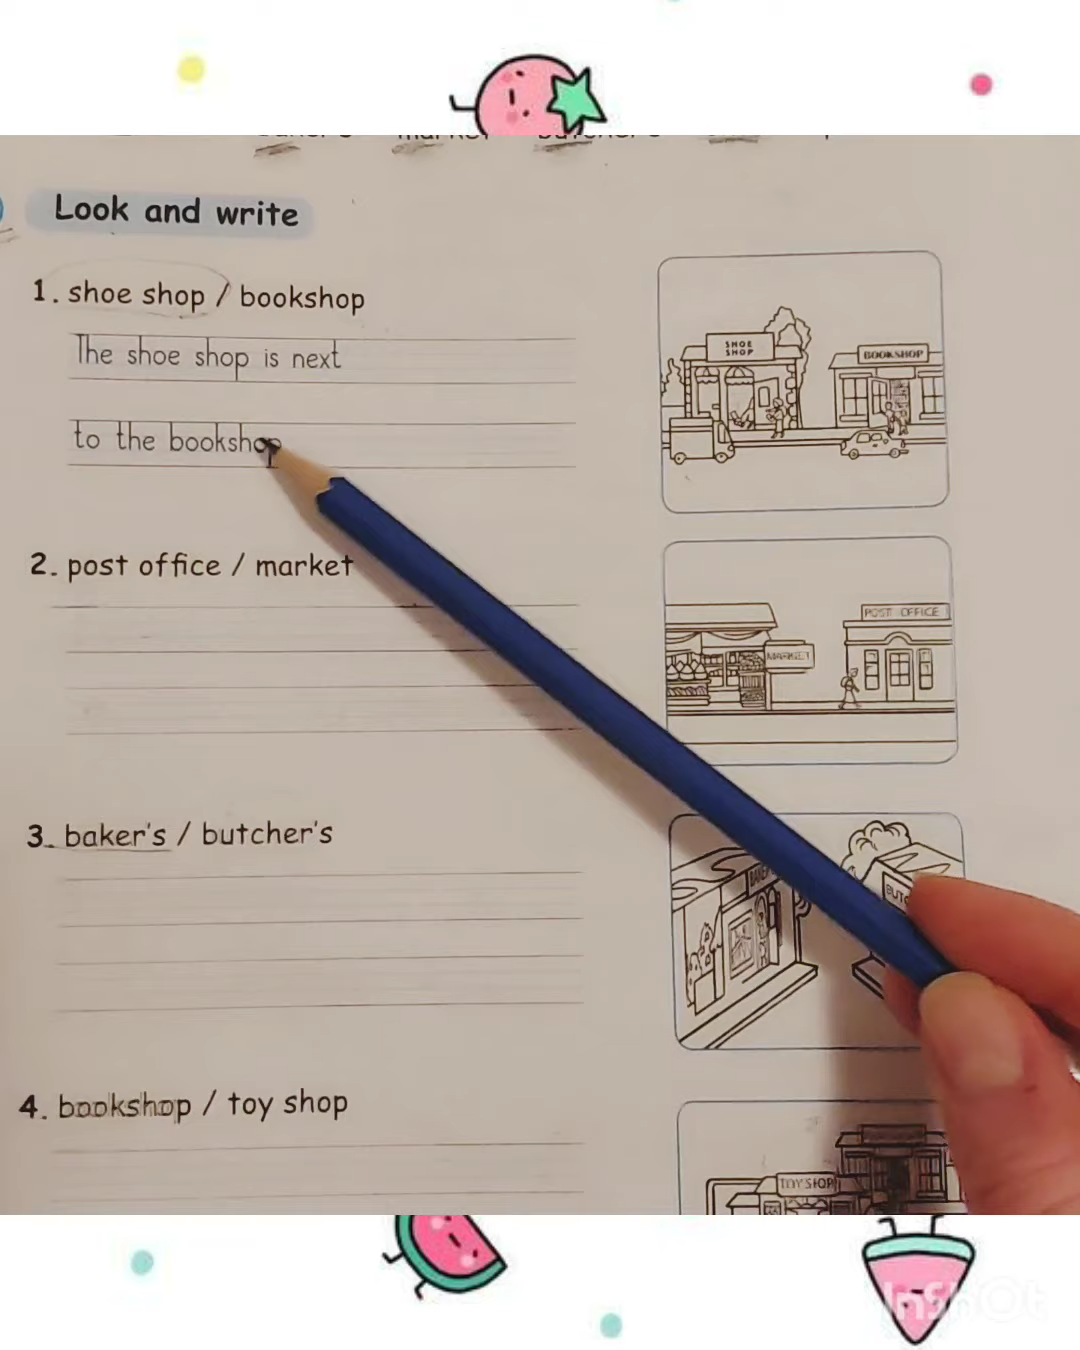 Look and write
1. shoe shop / bookshop
The shoe shop is next
to the bookshop
SHOE
SHOP
BOOKSHOP
2. post office / market
POST OFFICE
MARKET
3. baker's / butcher's
4. bookshop / toy shop
TOY SHOP
InShOt